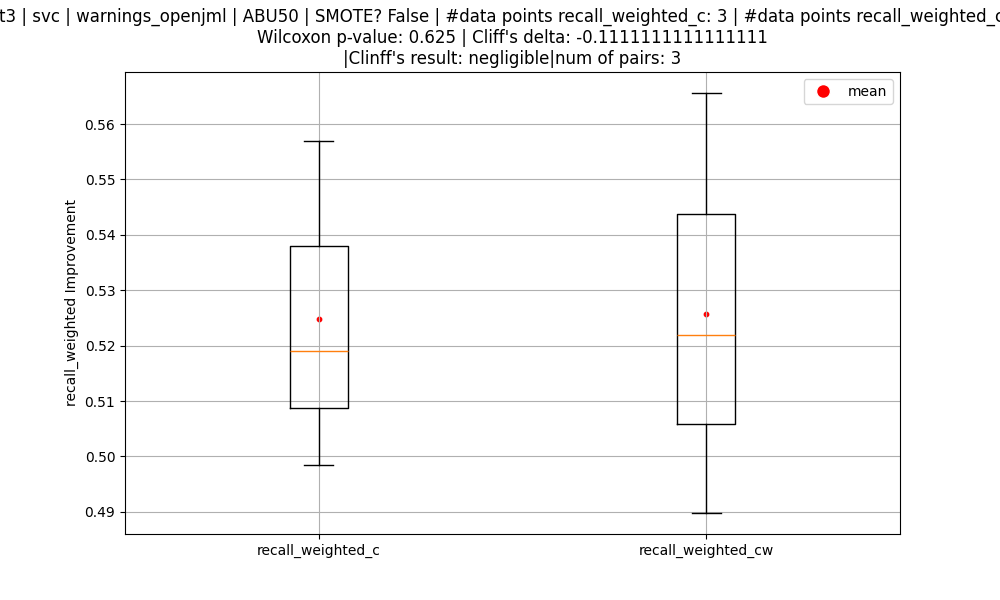 t3 | svc | warnings_openjml | ABU50 | SMOTE? False | #data points recall_weighted_c: 3 | #data points recall_weighted_c
Wilcoxon p-value: 0.625 | Cliff's delta: -0.1111111111111111
|Clinff's result: negligible|num of pairs: 3
mean
0.56
0.55
0.54
0.53
0.52
0.51
0.50
0.49
recall_weighted Improvement
recall_weighted_c
recall_weighted_cw